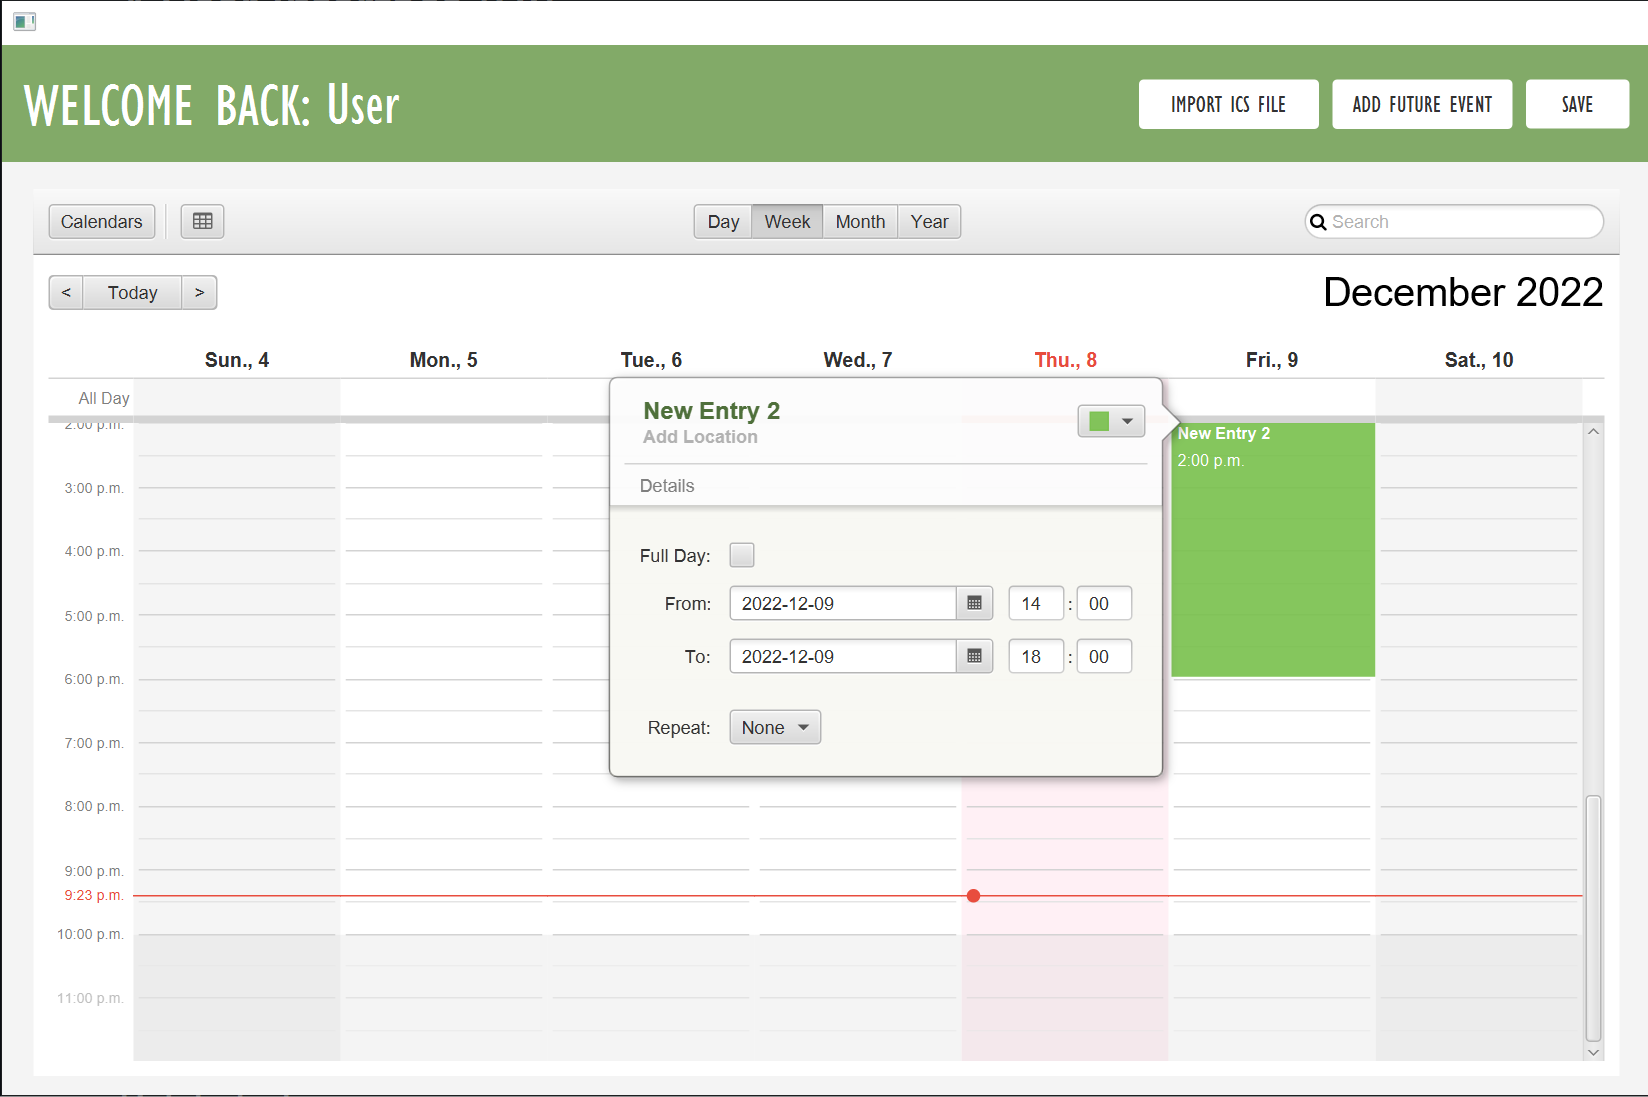 WELCOME BACK: User
IMPORT ICS FILE
ADD FUTURE EVENT
SAVE
Calendars
Day
Week
Month
Year
Search
<
Today
>
December 2022
Sun., 4
Mon., 5
Tue., 6
Wed., 7
Thu., 8
Fri., 9
Sat., 10
All Day
2:00 p.m.
3:00 p.m.
4:00 p.m.
5:00 p.m.
6:00 p.m.
7:00 p.m.
8:00 p.m.
9:00 p.m.
9:23 p.m.
10:00 p.m.
11:00 p.m.
New Entry 2
Add Location
Details
Full Day:
From: 2022-12-09 14 : 00
To: 2022-12-09 18 : 00
Repeat: None
New Entry 2
2:00 p.m.